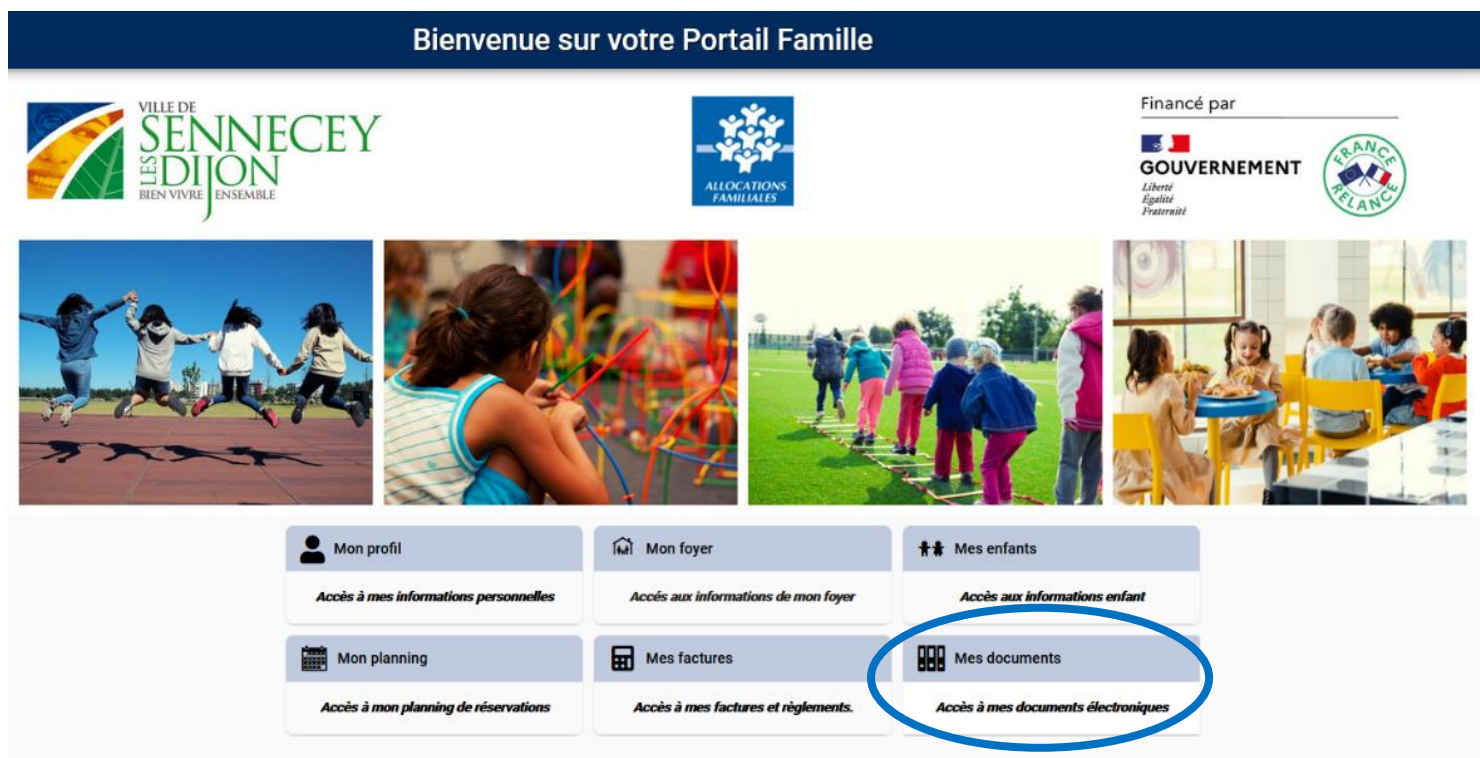 Bienvenue sur votre Portail Famille
VILLE DE
SENNECEY
LES DIJON
BIEN VIVRE ENSEMBLE
ALLOCATIONS
FAMILIALES
Financé par
GOUVERNEMENT
Liberté
Égalité
Fraternité
FRANCE
RELANCE
Mon profil
Accès à mes informations personnelles
Mon foyer
Accés aux informations de mon foyer
Mes enfants
Accès aux informations enfant
Mon planning
Accès à mon planning de réservations
Mes factures
Accès à mes factures et règlements.
Mes documents
Accès à mes documents électroniques